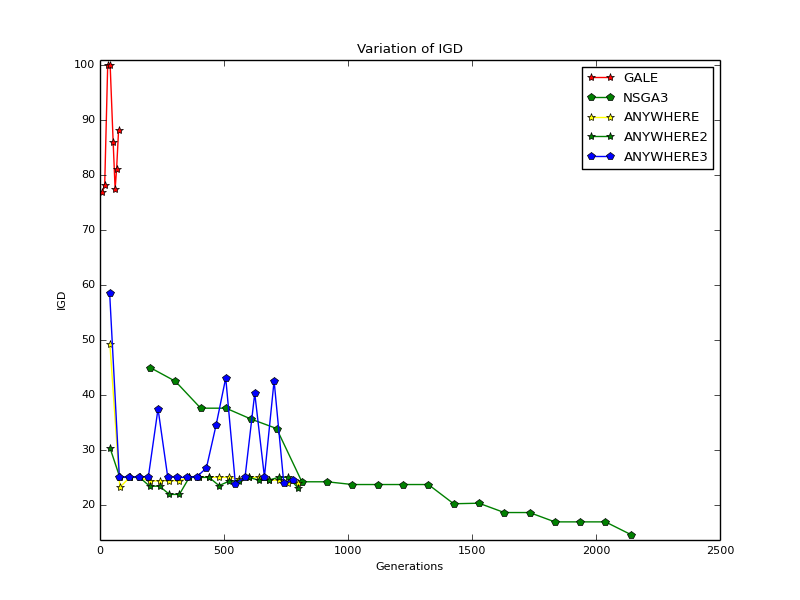 Variation of IGD
100
90
80
70
60
50
40
30
20
IGD
GALE
NSGA3
ANYWHERE
ANYWHERE2
ANYWHERE3
0
500
1000
1500
2000
2500
Generations